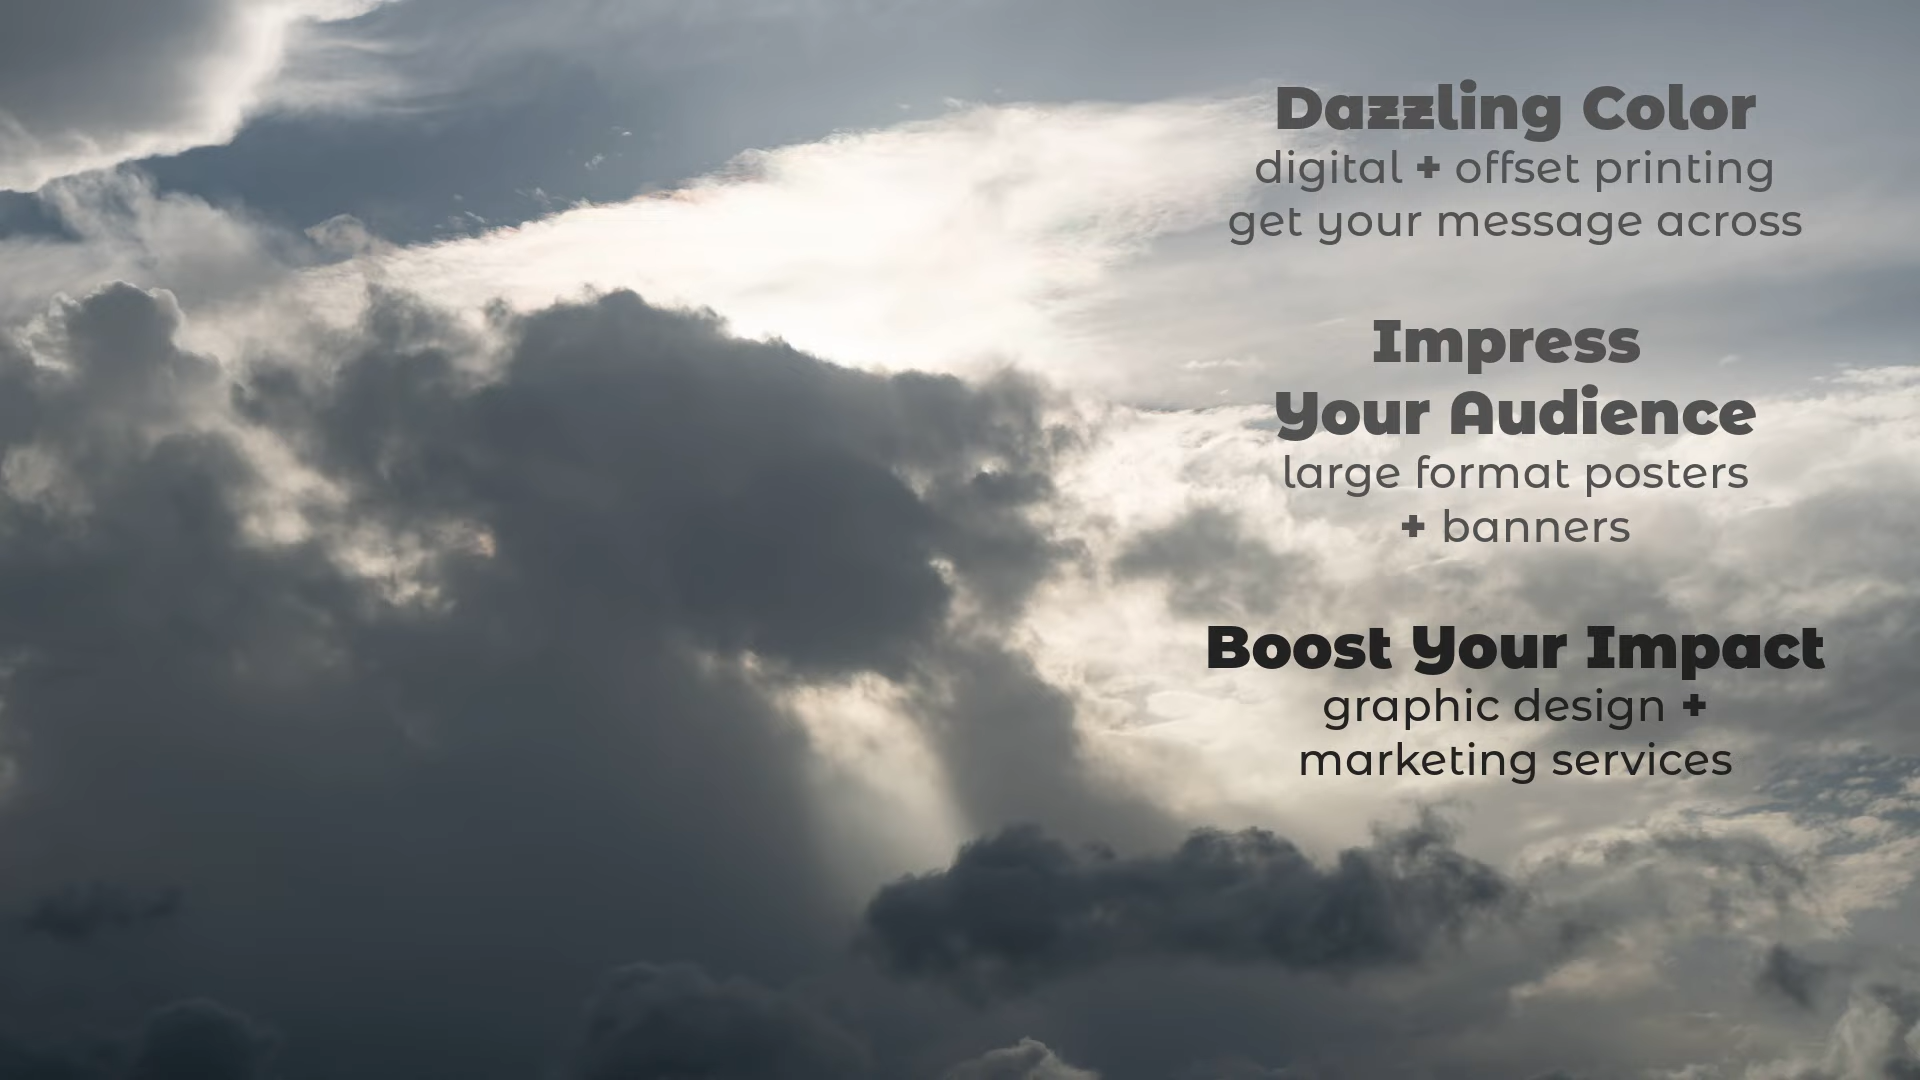 Dazzling Color
digital + offset printing
get your message across
Impress
Your Audience
large format posters
+ banners
Boost Your Impact
graphic design +
marketing services